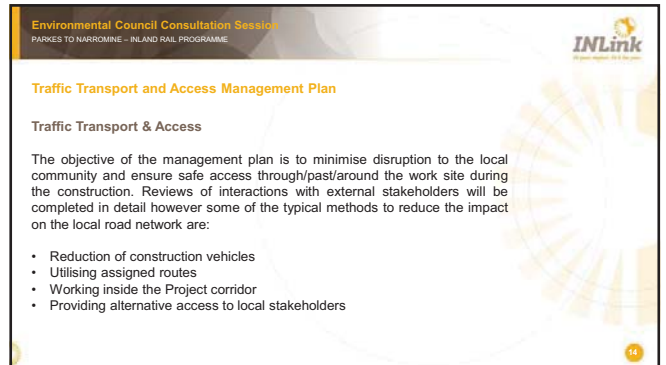 Environmental Council Consultation Session
PARKES TO NARROMINE – INLAND RAIL PROGRAMME
INLink
Traffic Transport and Access Management Plan
Traffic Transport & Access
The objective of the management plan is to minimise disruption to the local
community and ensure safe access through/past/around the work site during
the construction. Reviews of interactions with external stakeholders will be
completed in detail however some of the typical methods to reduce the impact
on the local road network are:
• Reduction of construction vehicles
• Utilising assigned routes
• Working inside the Project corridor
• Providing alternative access to local stakeholders
14